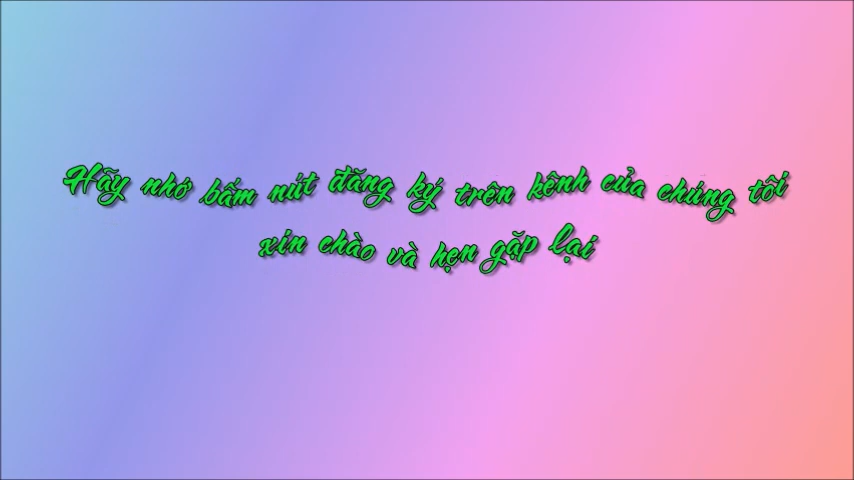 Hãy nhớ bấm nút đăng ký trên kênh của chúng tôi
xin chào và hẹn gặp lại